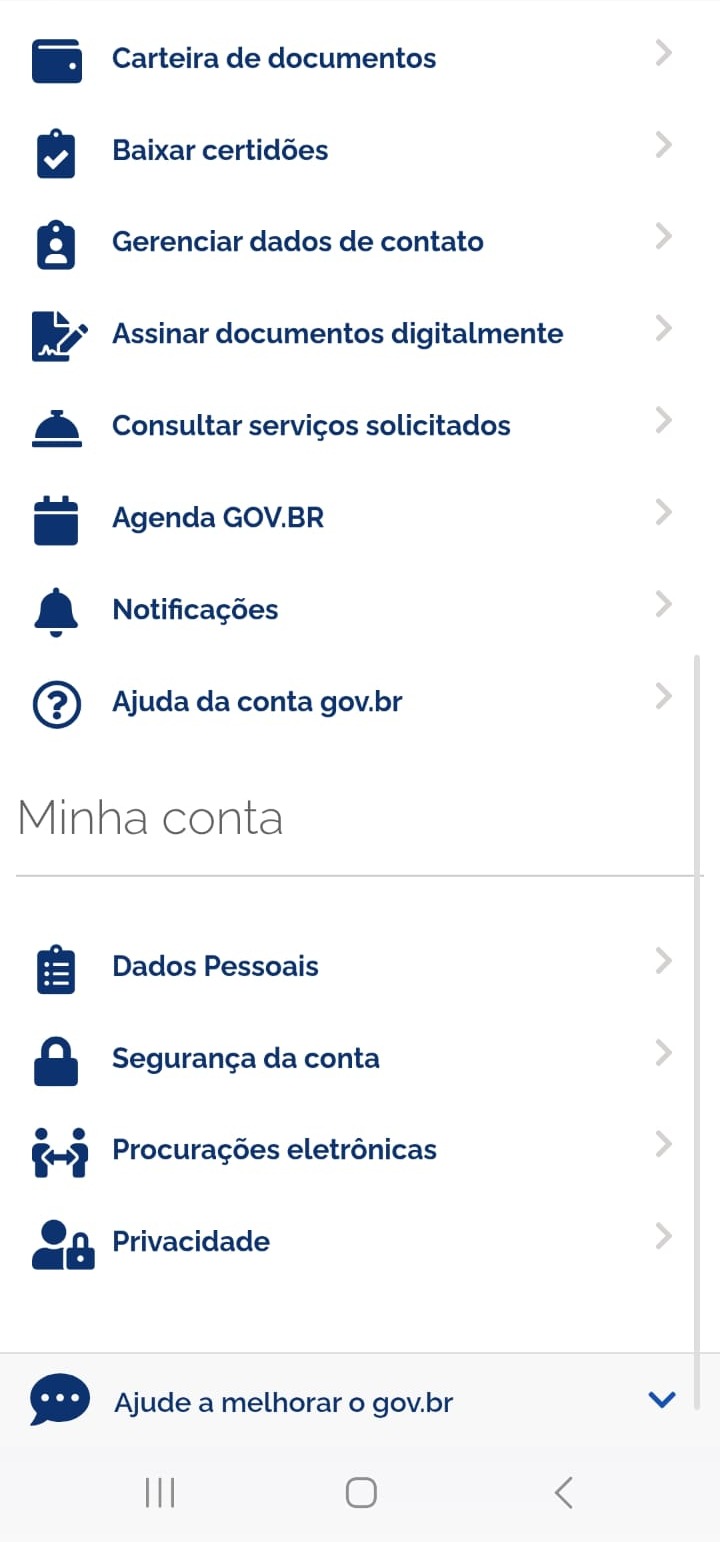 Carteira de documentos
Baixar certidões
Gerenciar dados de contato
Assinar documentos digitalmente
Consultar serviços solicitados
Agenda GOV.BR
Notificações
Ajuda da conta gov.br
Minha conta
Dados Pessoais
Segurança da conta
Procurações eletrônicas
Privacidade
Ajude a melhorar o gov.br